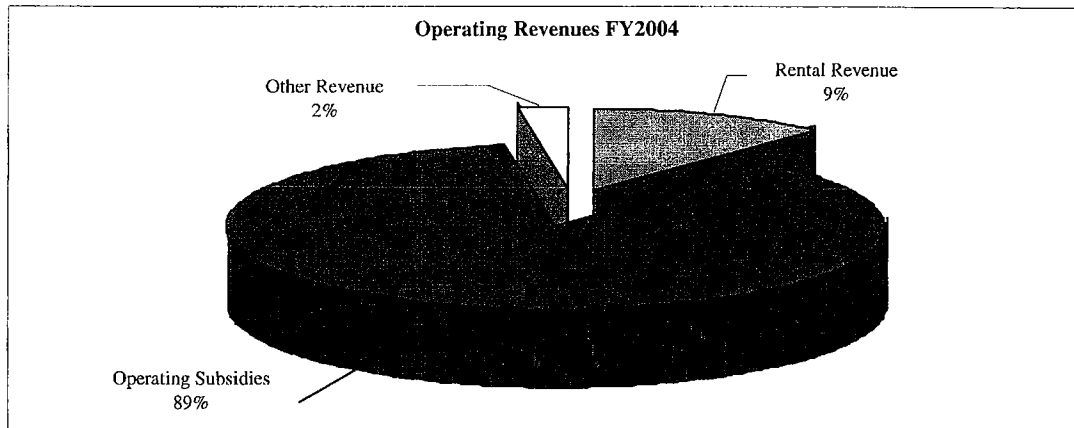 Operating Revenues FY2004
Other Revenue
2%
Rental Revenue
9%
Operating Subsidies
89%